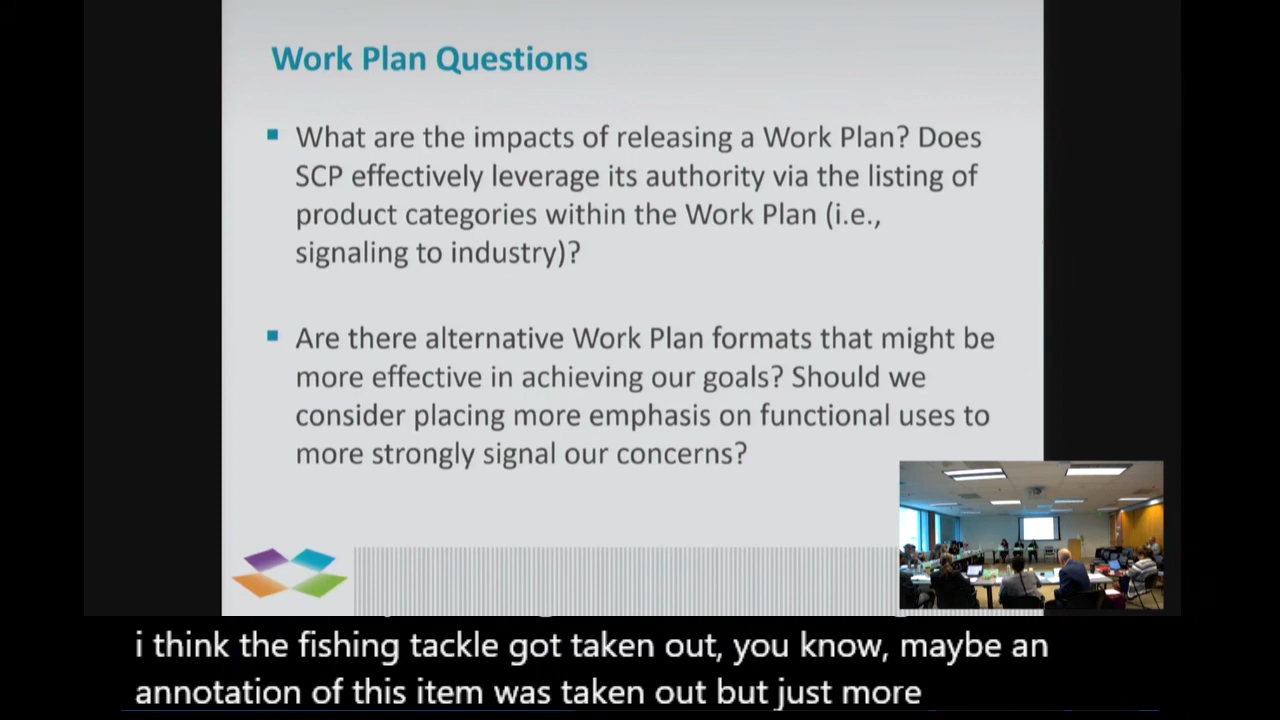 Work Plan Questions
What are the impacts of releasing a Work Plan? Does
SCP effectively leverage its authority via the listing of
product categories within the Work Plan (i.e.,
signaling to industry)?
Are there alternative Work Plan formats that might be
more effective in achieving our goals? Should we
consider placing more emphasis on functional uses to
more strongly signal our concerns?
i think the fishing tackle got taken out, you know, maybe an
annotation of this item was taken out but just more